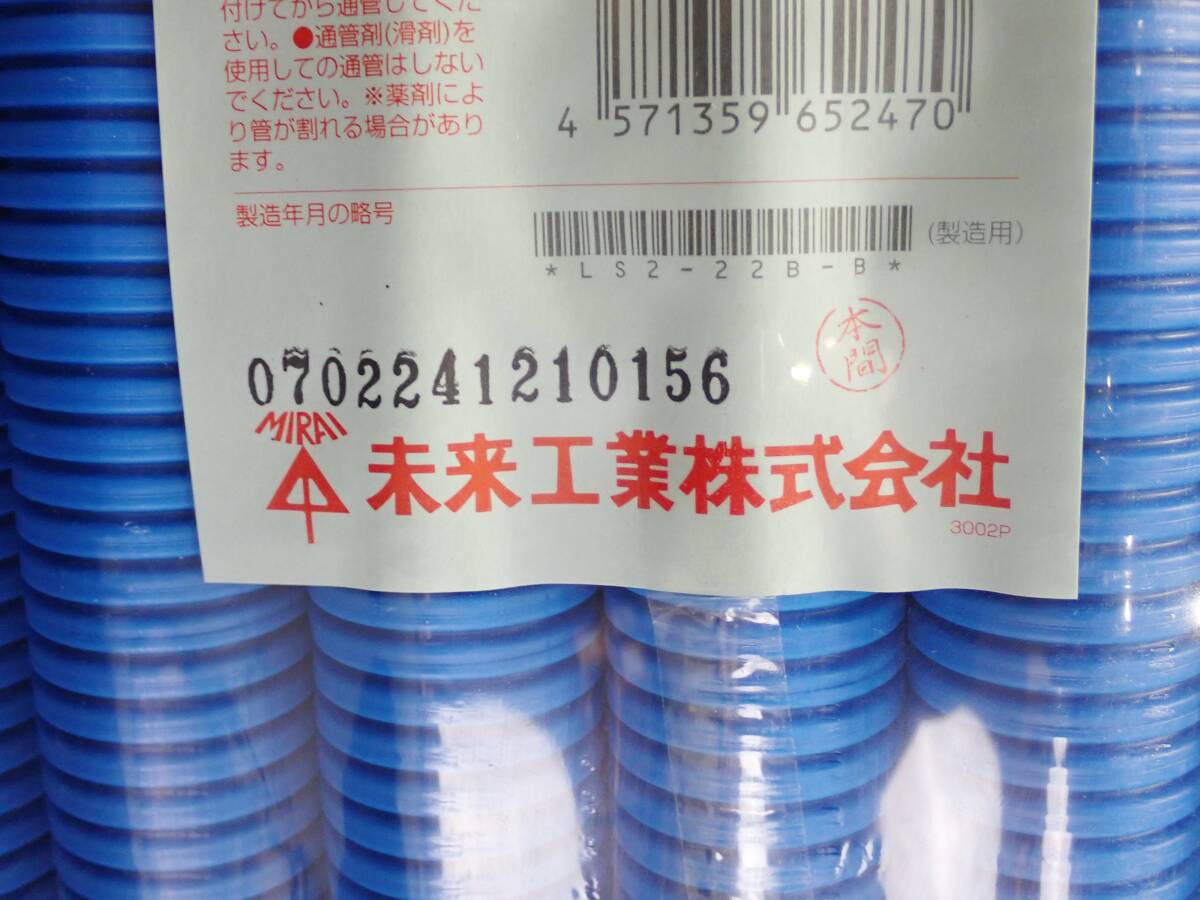 付けてから通管してくだ
さい。●通管剤(滑剤)を
使用しての通管はしない
でください。※薬剤によ
り管が割れる場合があり
ます。
4 571359 652470
製造年月の略号
*LS2-22B-B*
(製造用)
本間
0702241210156
MIRAI
未来工業株式会社
3002P